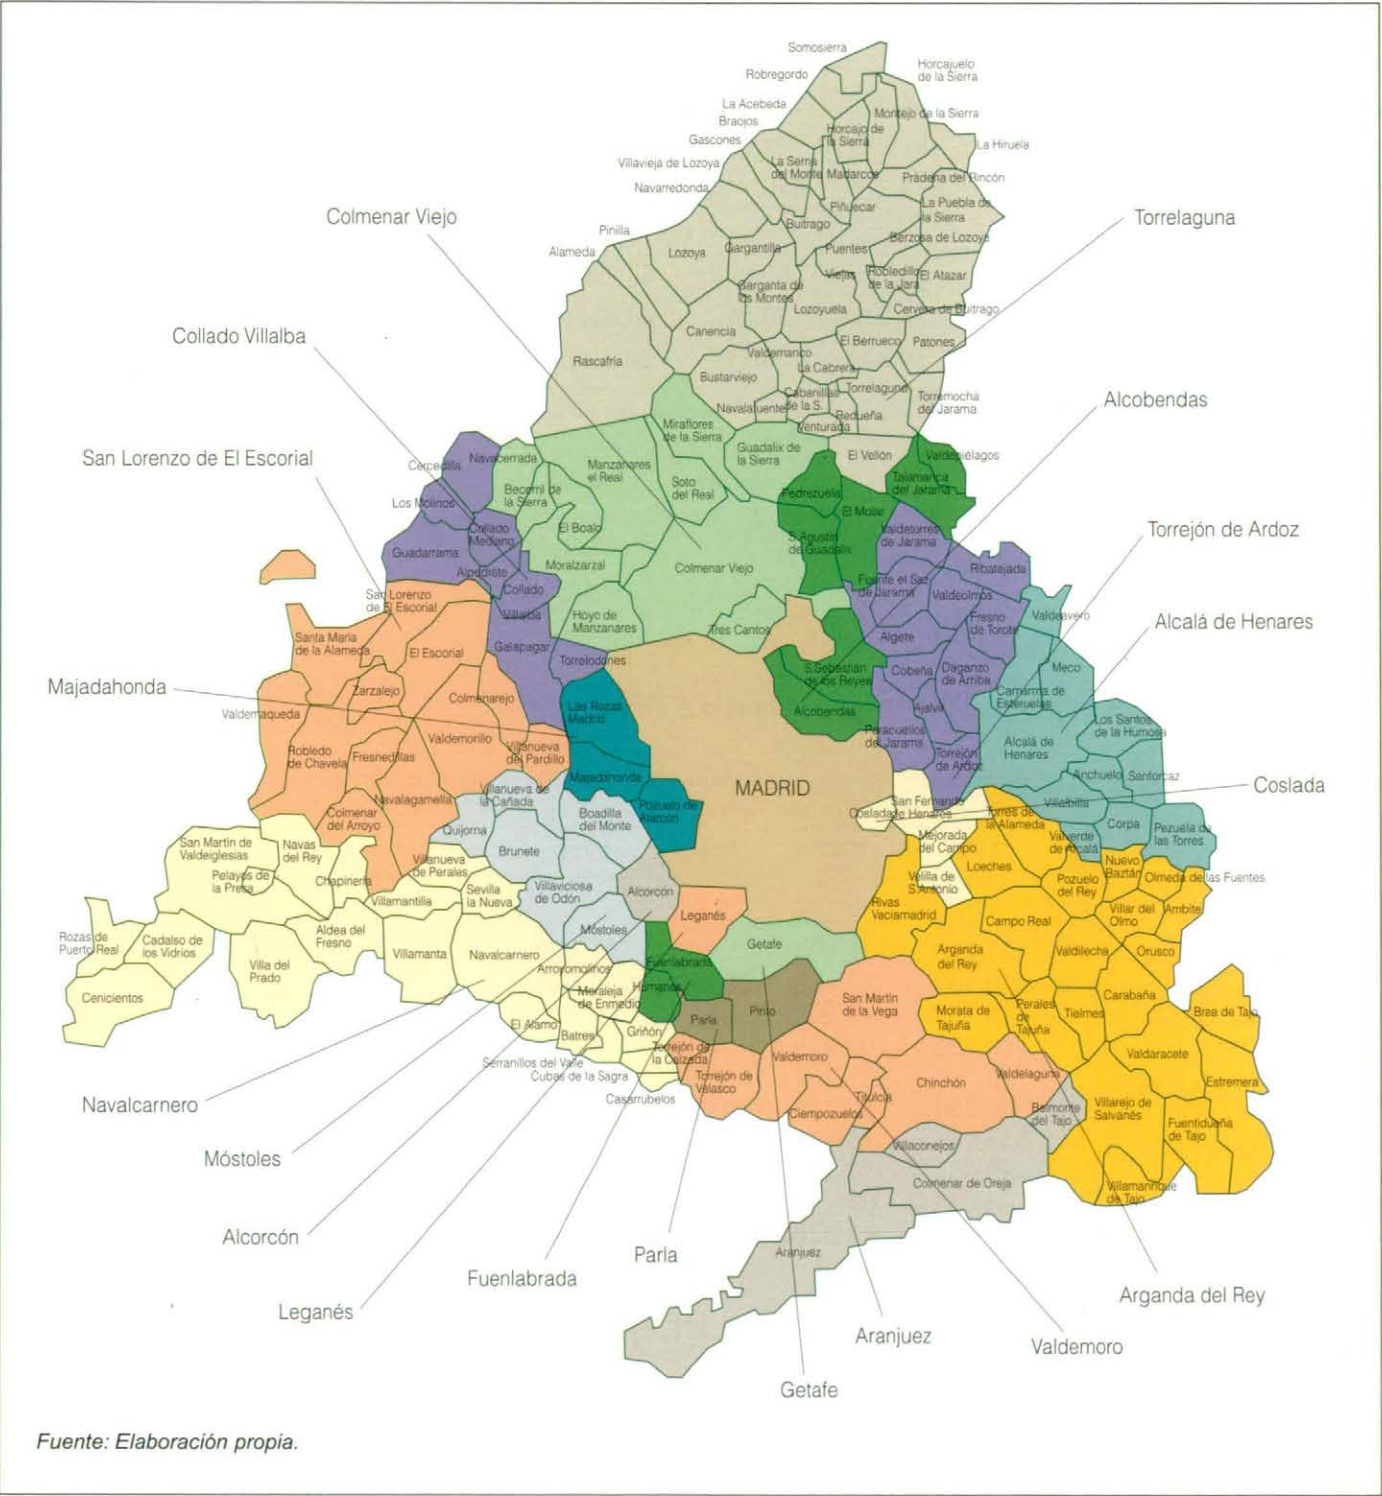 Somosierra
Horcajuelo
de la Sierra
Robregordo
La Acebeda
Braojos
Montejo de la Sierra
Horcajo de
la Sierra
Gascones
La Hiruela
Villavieja de Lozoya
La Serna
del Monte
Madarcos
Pradeña del Rincón
Navarredonda
Piñuecar
La Puebla de
la Sierra
Colmenar Viejo
Torrelaguna
Buitrago
Pinilla
Berzosa de Lozoya
Alameda
Lozoya
Gargantilla
Puentes
Viejas
Robledillo
de la Jara
El Atazar
Garganta de
los Montes
Lozoyuela
Cervera de Buitrago
Collado Villalba
Canencia
El Berrueco
Patones
Valdemanco
Rascafría
La Cabrera
Bustarviejo
Cabanillas
de la S.
Torrelaguna
Torremocha
del Jarama
Navalafuente
Redueña
Venturada
Alcobendas
Miraflores
de la Sierra
San Lorenzo de El Escorial
Cercedilla
Navacerrada
Manzanares
el Real
Guadalix de
la Sierra
El Vellón
Valdepiélagos
Talamanca
del Jarama
Los Molinos
Becerril de
la Sierra
Soto
del Real
Pedrezuela
El Molar
Collado
Mediano
El Boalo
S. Agustín
de Guadalix
Valdetorres
de Jarama
Torrejón de Ardoz
Guadarrama
Alpedrete
Moralzarzal
Colmenar Viejo
Ribatejada
San Lorenzo
de El Escorial
Collado
Villalba
Fuente el Saz
de Jarama
Valdeolmos
Hoyo de
Manzanares
Tres Cantos
Fresno
de Torote
Valdeavero
Alcalá de Henares
Santa Maria
de la Alameda
El Escorial
Galapagar
Torrelodones
Algete
Majadahonda
Zarzalejo
Colmenarejo
S.Sebastián
de los Reyes
Cobeña
Daganzo
de Arriba
Meco
Camarma de
Esteruelas
Valdemaqueda
Las Rozas
Madrid
Alcobendas
Ajalvir
Los Santos
de la Humosa
Robledo
de Chavela
Fresnedillas
Valdemorillo
Villanueva
del Pardillo
Paracuellos
de Jarama
Torrejón
de Ardoz
Alcalá de
Henares
Majadahonda
MADRID
Anchuelo
Santorcaz
Coslada
Colmenar
del Arroyo
Navalagamella
Villanueva de
la Cañada
Boadilla
del Monte
Pozuelo de
Alarcón
San Fernando
de Henares
Coslada
Torres de
la Alameda
Villalbilla
Corpa
Pezuela de
las Torres
San Martín de
Valdeiglesias
Navas
del Rey
Quijorna
Brunete
Mejorada
del Campo
Valverde
de Alcalá
Pelayos de
la Presa
Chapinería
Villanueva
de Perales
Loeches
Nuevo
Baztán
Olmeda de las Fuentes
Villamantilla
Sevilla
la Nueva
Villaviciosa
de Odón
Alcorcón
Velilla de
S.Antonio
Pozuelo
del Rey
Rozas de
Puerto Real
Cadalso de
los Vidrios
Aldea del
Fresno
Leganés
Rivas
Vaciamadrid
Campo Real
Villar del
Olmo
Ambite
Villa del
Prado
Villamanta
Navalcarnero
Móstoles
Getafe
Arganda
del Rey
Valdilecha
Orusco
Cenicientos
Arroyomolinos
Fuenlabrada
Moraleja
de Enmedio
Humanes
San Martín
de la Vega
Morata de
Tajuña
Perales
de
Tajuña
Tielmes
Carabaña
Brea de Tajo
El Alamo
Batres
Griñón
Parla
Pinto
Serranillos del Valle
Cubas de la Sagra
Torrejón de
la Calzada
Valdemoro
Valdaracete
Casarrubelos
Torrejón de
Velasco
Chinchón
Valdelaguna
Estremera
Navalcarnero
Ciempozuelos
Titulcia
Belmonte
del Tajo
Villarejo de
Salvanés
Fuentidueña
de Tajo
Móstoles
Villaconejos
Colmenar de Oreja
Villamanrique
de Tajo
Alcorcón
Parla
Aranjuez
Fuenlabrada
Leganés
Arganda del Rey
Aranjuez
Valdemoro
Getafe
Fuente: Elaboración propia.